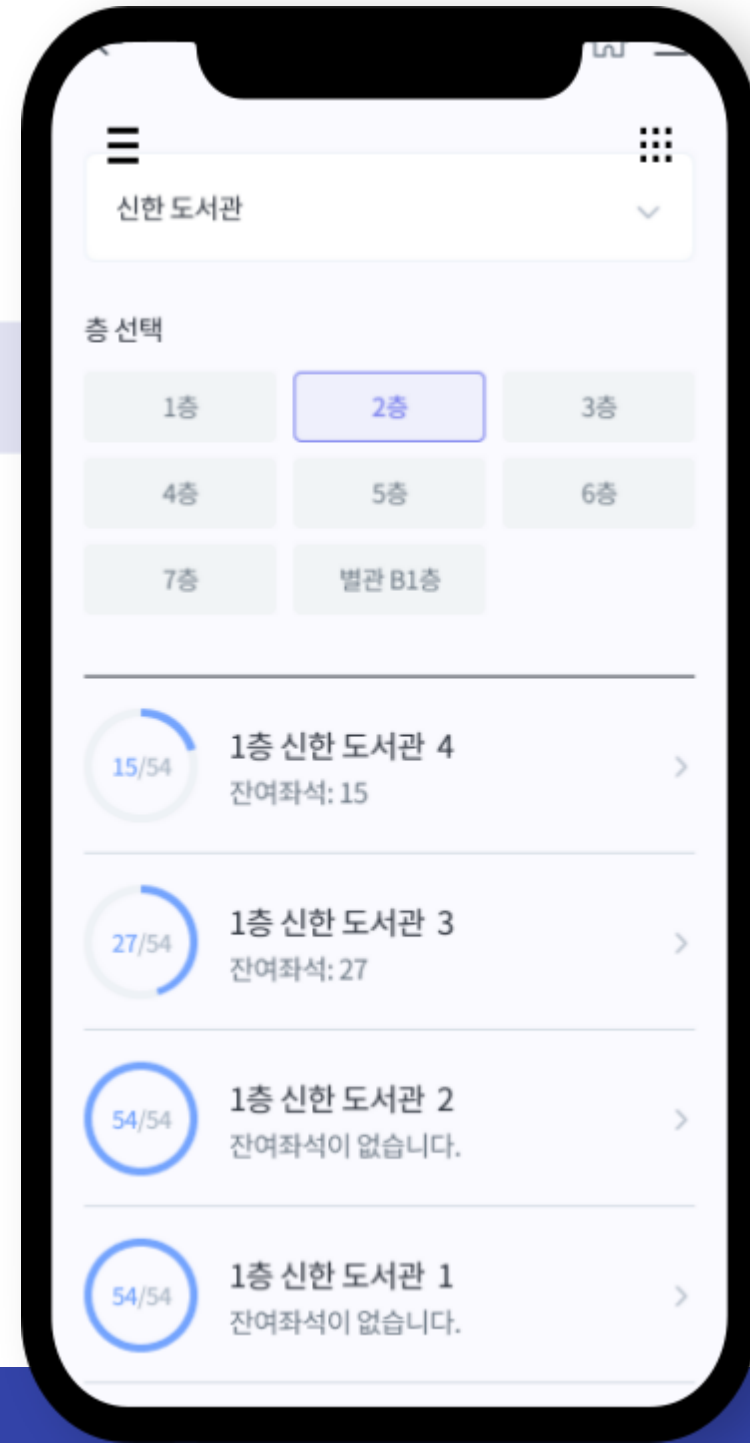 신한 도서관
층 선택
1층 2층 3층
4층 5층 6층
7층 별관 B1층
15/54
1층 신한 도서관 4
잔여좌석: 15
27/54
1층 신한 도서관 3
잔여좌석: 27
54/54
1층 신한 도서관 2
잔여좌석이 없습니다.
54/54
1층 신한 도서관 1
잔여좌석이 없습니다.